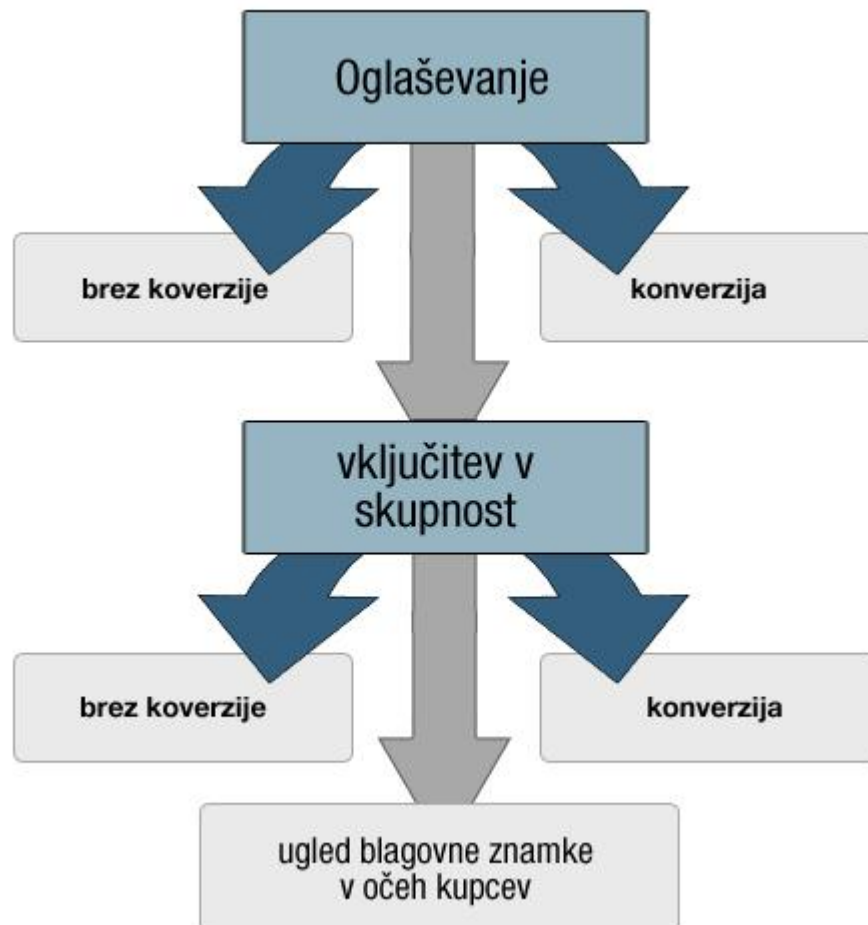 Oglaševanje
brez koverzije
konverzija
vključitev v
skupnost
brez koverzije
konverzija
ugled blagovne znamke
v očeh kupcev